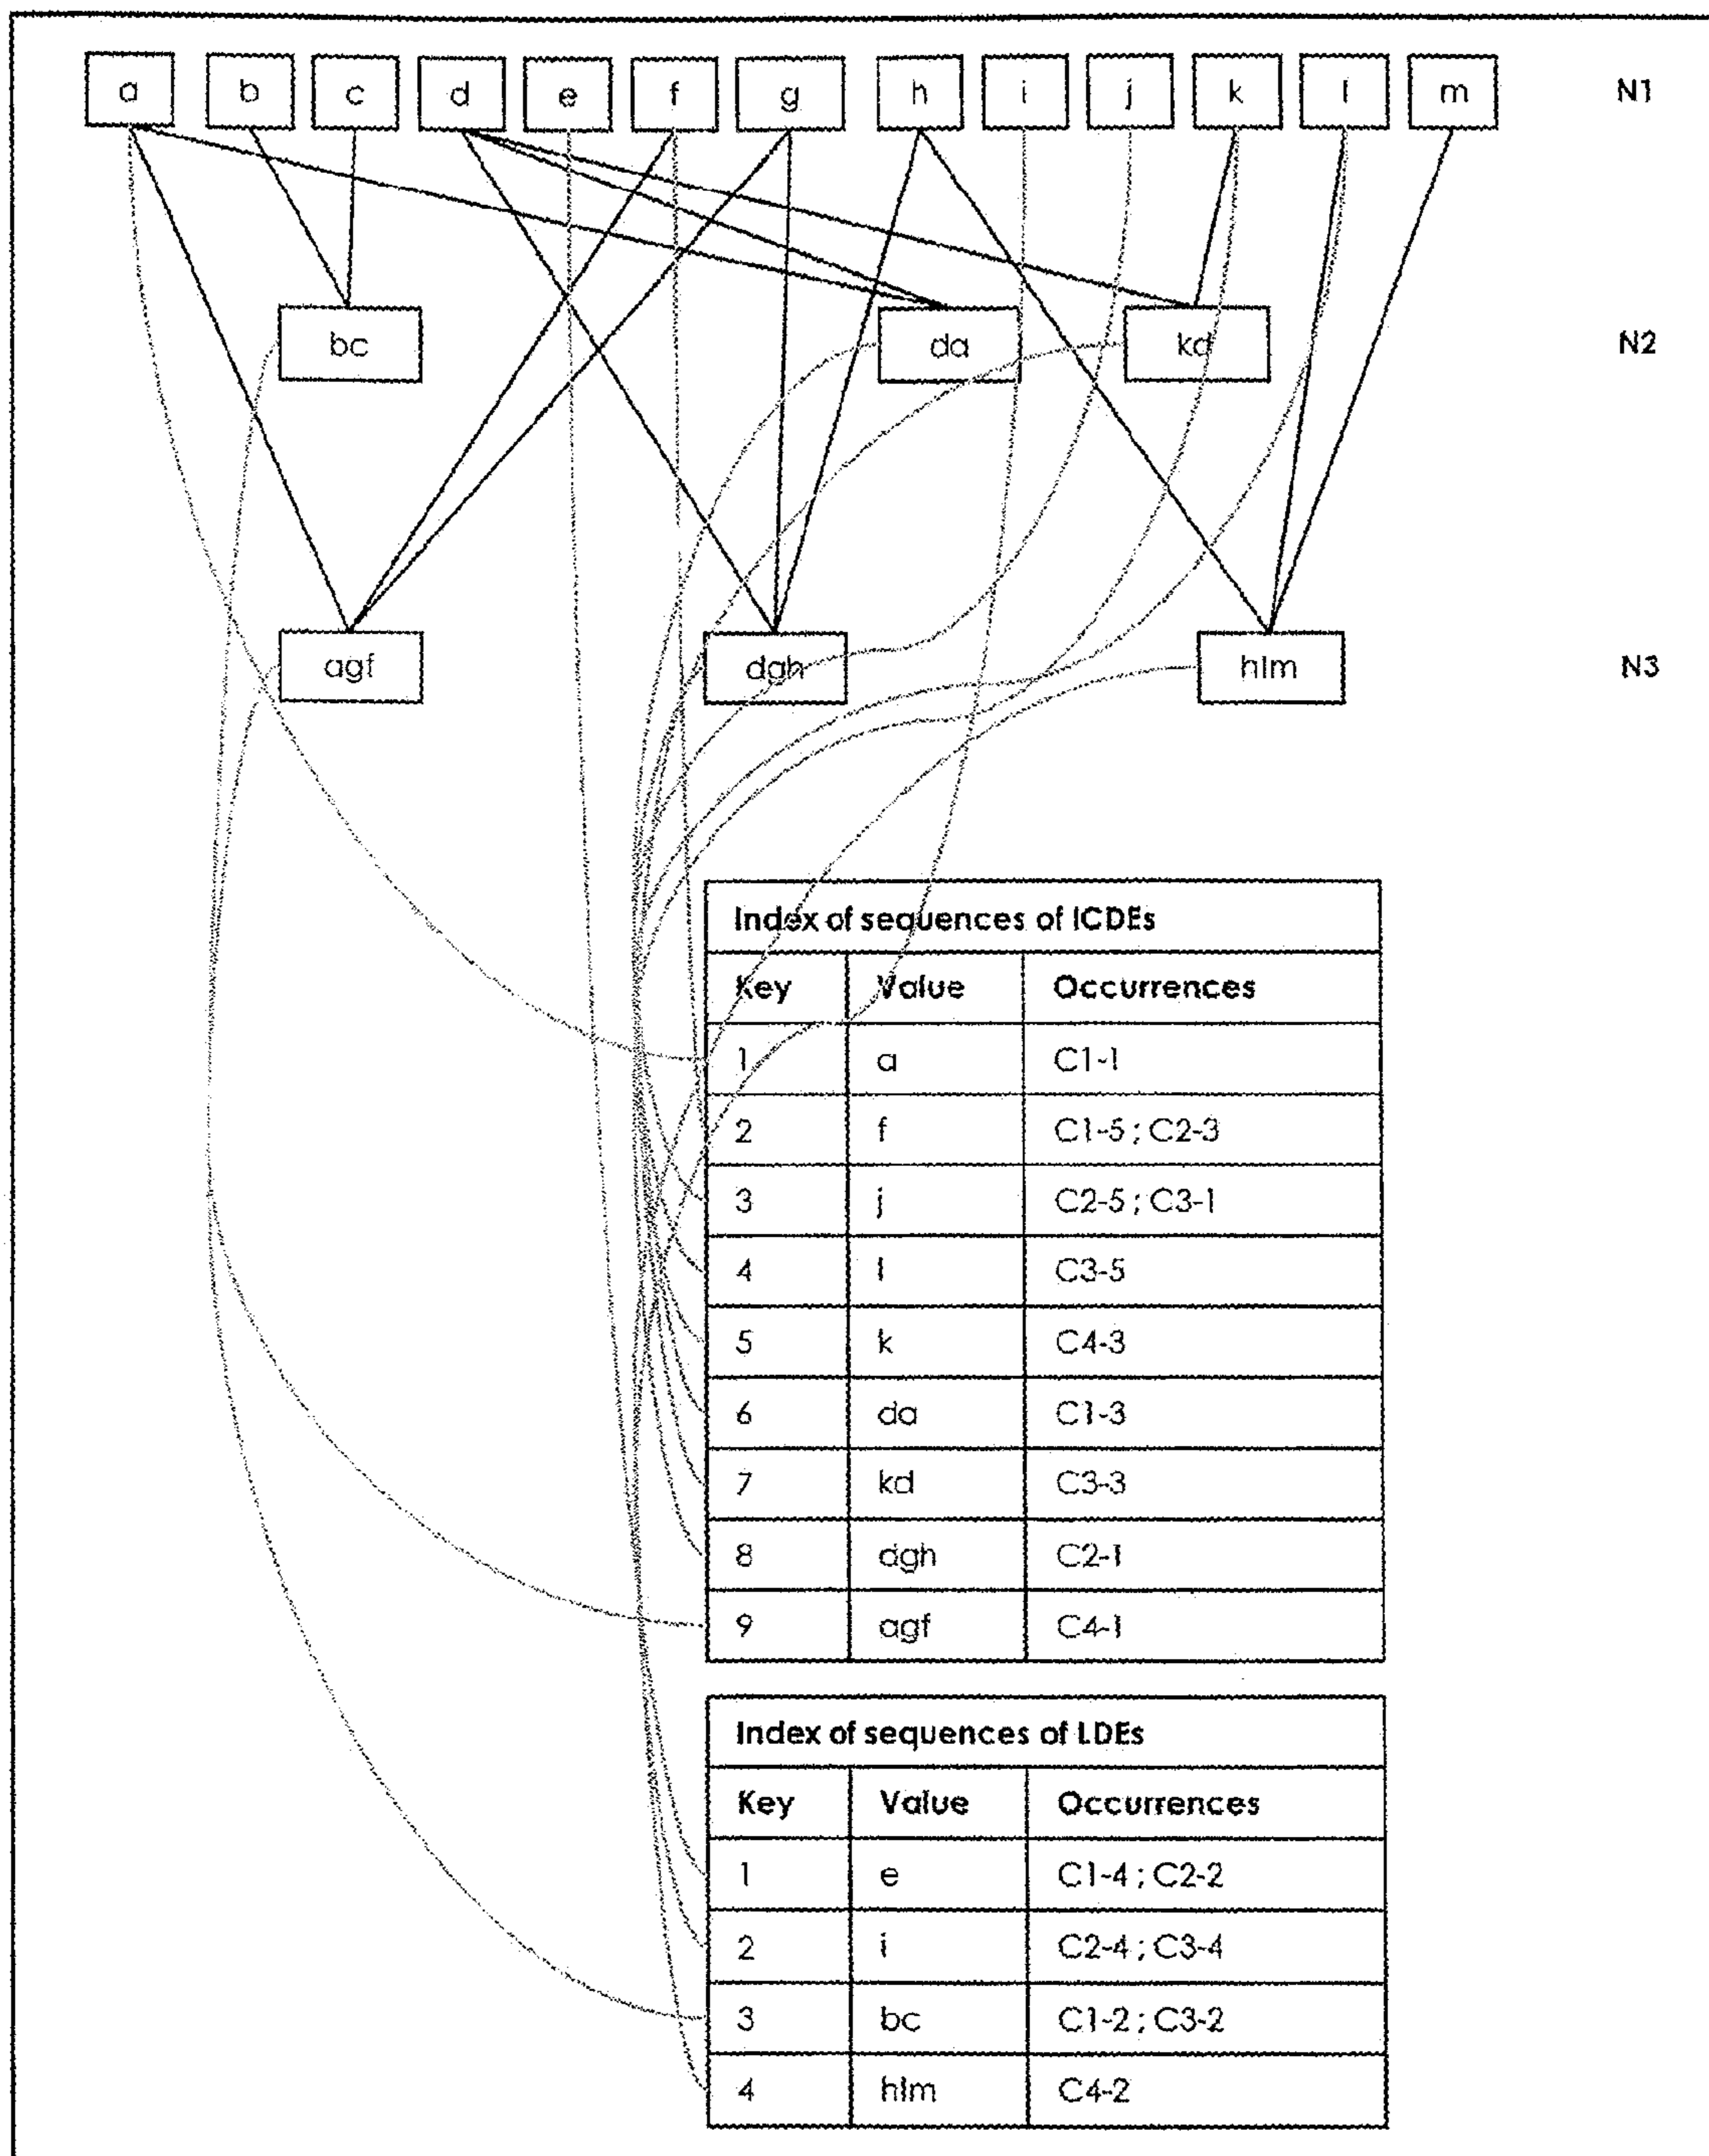 a b c d e f g h i j k l m N1
bc da kd N2
agf dgh hlm N3
Index of sequences of ICDEs
Key Value Occurrences
1 a C1-1
2 f C1-5 ; C2-3
3 j C2-5 ; C3-1
4 l C3-5
5 k C4-3
6 da C1-3
7 kd C3-3
8 dgh C2-1
9 agf C4-1
Index of sequences of LDEs
Key Value Occurrences
1 e C1-4 ; C2-2
2 i C2-4 ; C3-4
3 bc C1-2 ; C3-2
4 hlm C4-2